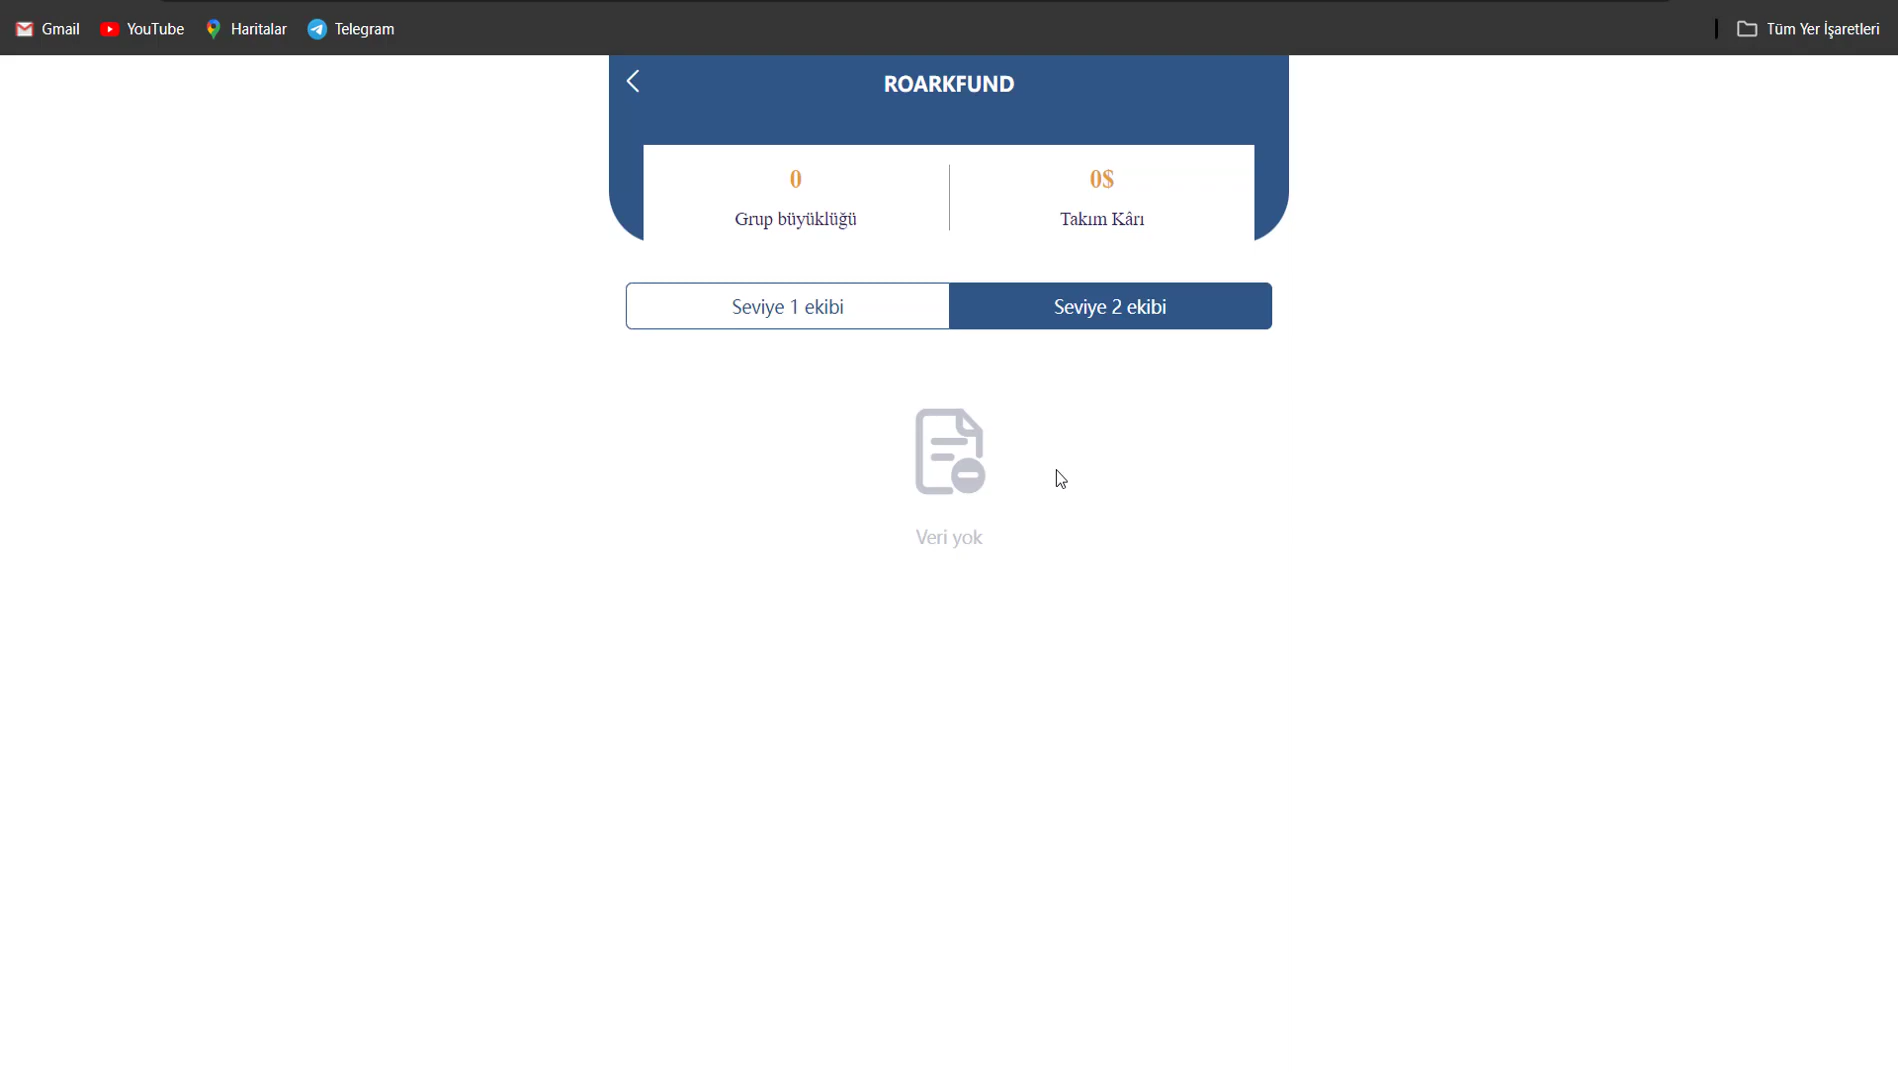 Gmail YouTube Haritalar Telegram Tüm Yer İşaretleri
ROARKFUND
0 0$
Grup büyüklüğü Takım Kârı
Seviye 1 ekibi Seviye 2 ekibi
Veri yok